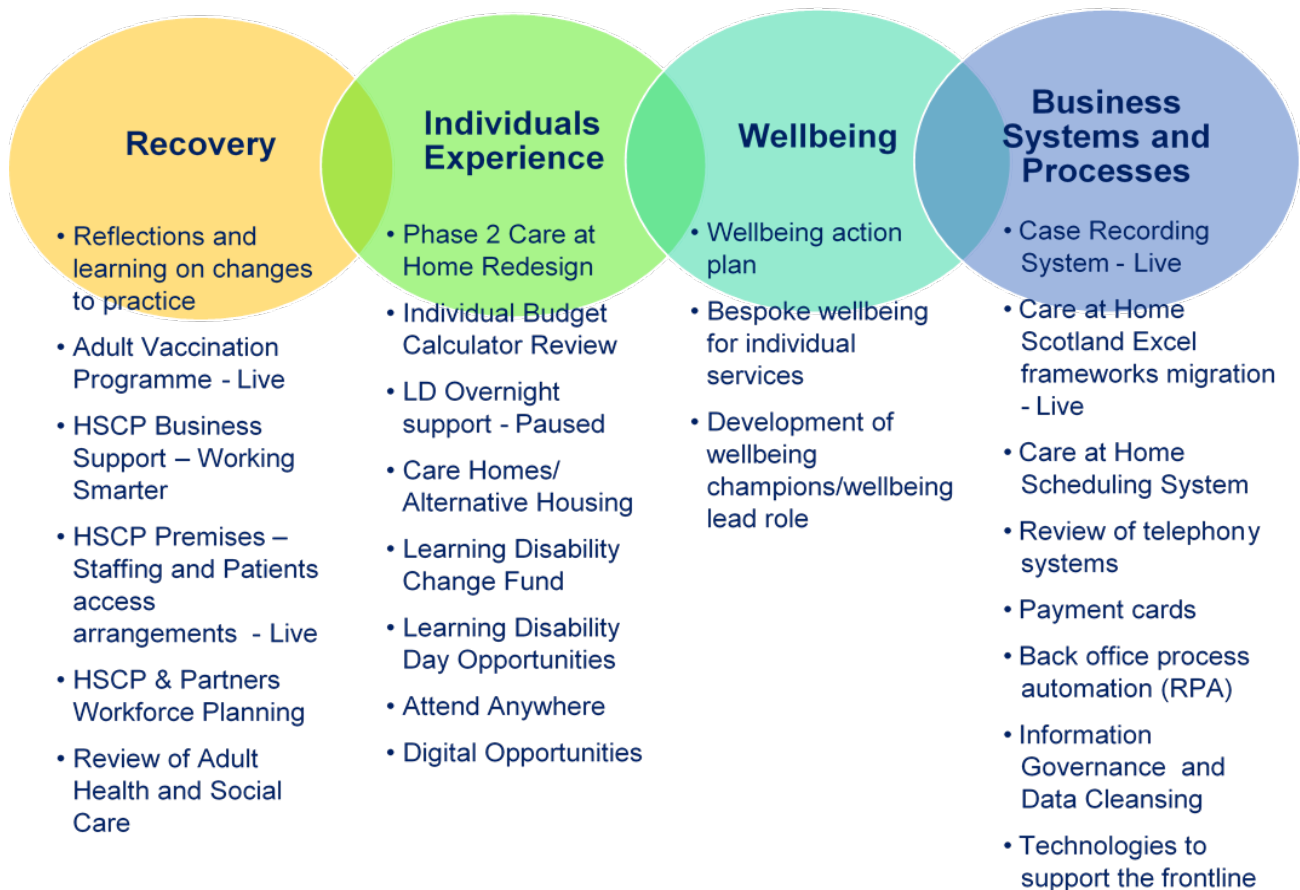 Recovery
• Reflections and
learning on changes
to practice
• Adult Vaccination
Programme - Live
• HSCP Business
Support – Working
Smarter
• HSCP Premises –
Staffing and Patients
access
arrangements - Live
• HSCP & Partners
Workforce Planning
• Review of Adult
Health and Social
Care
Individuals
Experience
• Phase 2 Care at
Home Redesign
• Individual Budget
Calculator Review
• LD Overnight
support - Paused
• Care Homes/
Alternative Housing
• Learning Disability
Change Fund
• Learning Disability
Day Opportunities
• Attend Anywhere
• Digital Opportunities
Wellbeing
• Wellbeing action
plan
• Bespoke wellbeing
for individual
services
• Development of
wellbeing
champions/wellbeing
lead role
Business
Systems and
Processes
• Case Recording
System - Live
• Care at Home
Scotland Excel
frameworks migration
- Live
• Care at Home
Scheduling System
• Review of telephony
systems
• Payment cards
• Back office process
automation (RPA)
• Information
Governance and
Data Cleansing
• Technologies to
support the frontline